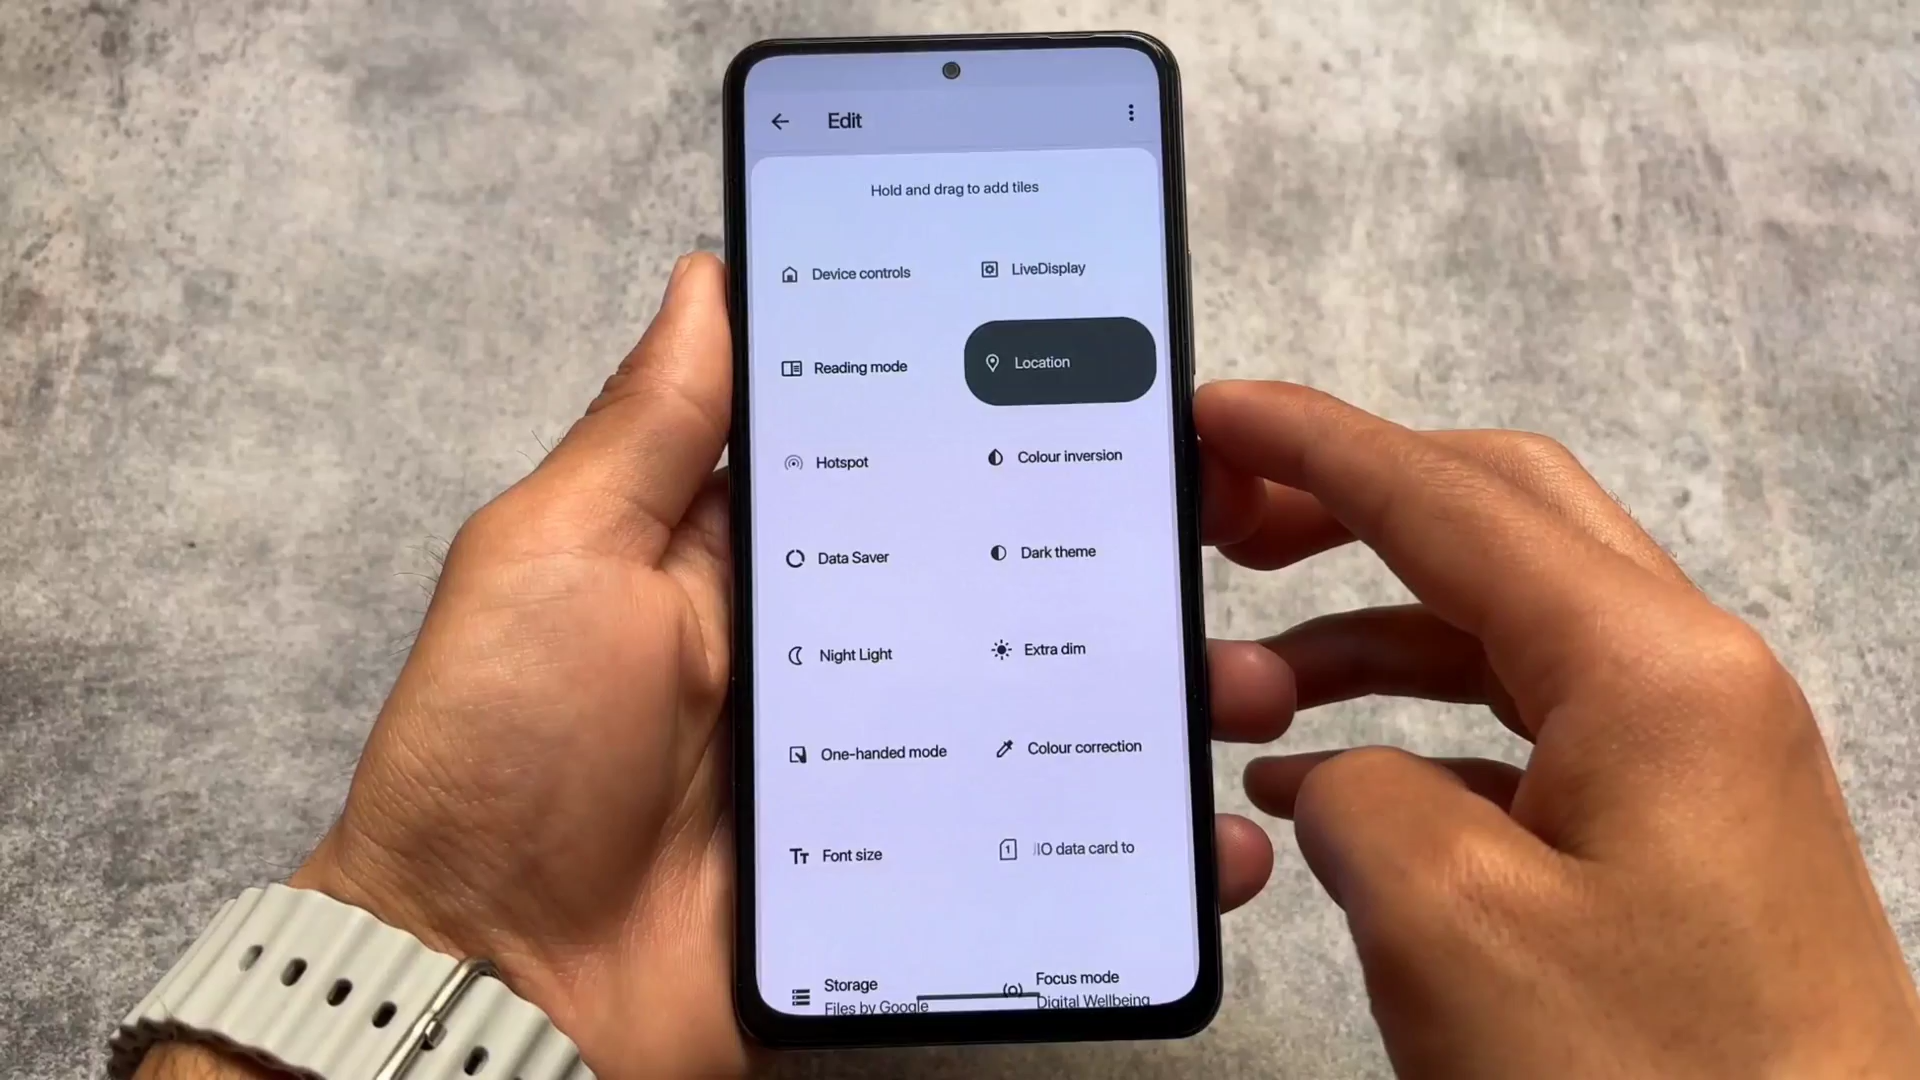 Edit
Hold and drag to add tiles
Device controls
LiveDisplay
Reading mode
Location
Hotspot
Colour inversion
Data Saver
Dark theme
Night Light
Extra dim
One-handed mode
Colour correction
Font size
JIO data card to
Storage
Files by Google
Focus mode
Digital Wellbeing